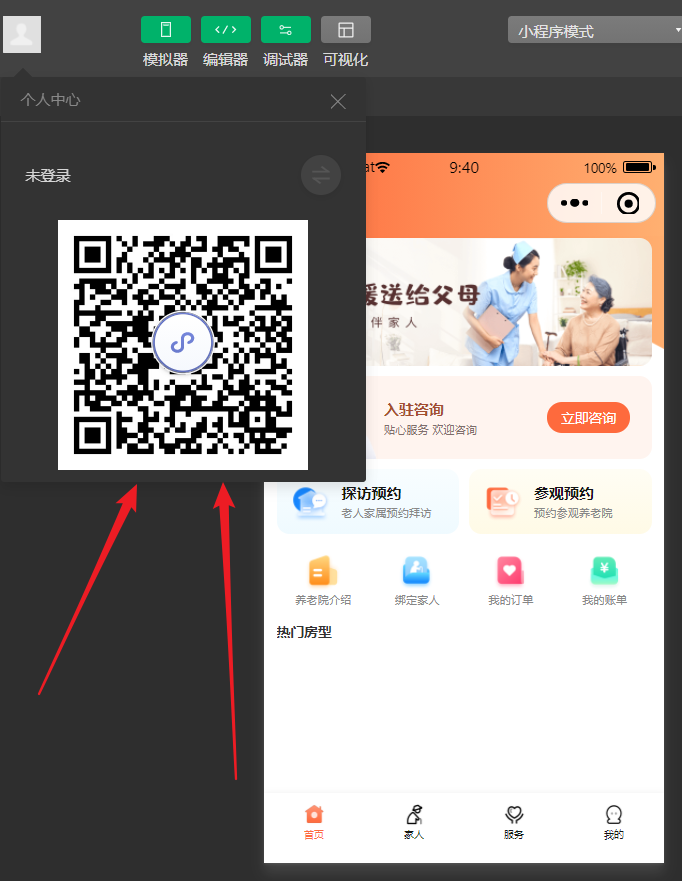 模拟器 编辑器 调试器 可视化
小程序模式
个人中心
未登录
9:40
100%
送给父母
伴家人
入驻咨询
贴心服务 欢迎咨询
立即咨询
探访预约
老人家属预约拜访
参观预约
预约参观养老院
养老院介绍 绑定家人 我的订单 我的账单
热门房型
首页 家人 服务 我的